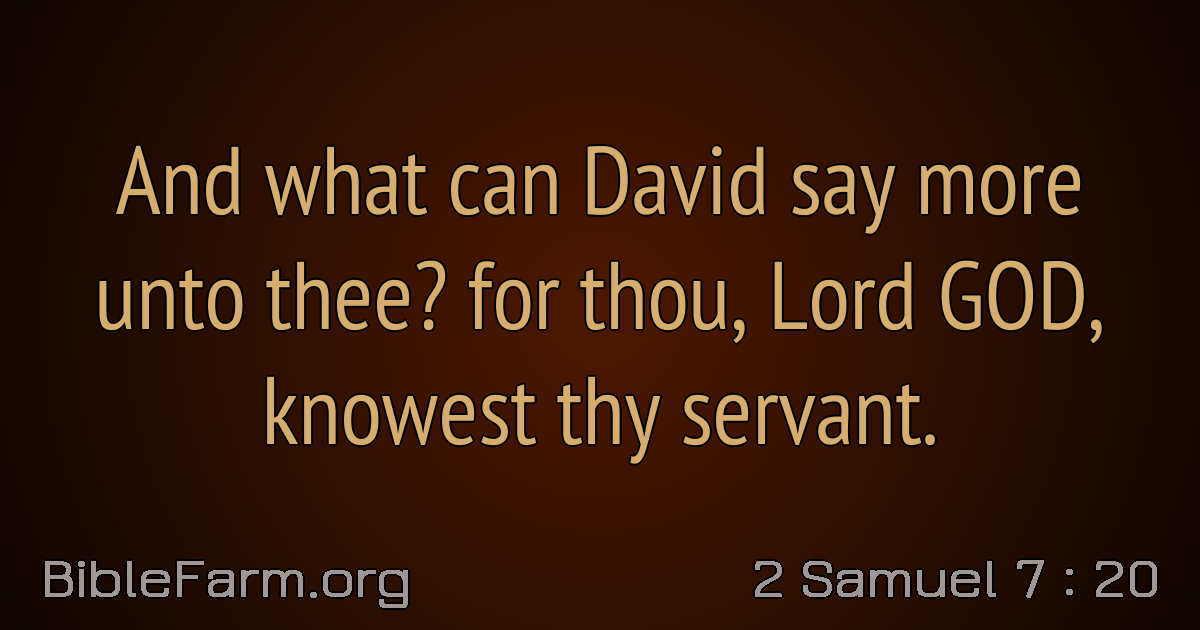 And what can David say more
unto thee? for thou, Lord GOD,
knowest thy servant.
BibleFarm.org
2 Samuel 7 : 20